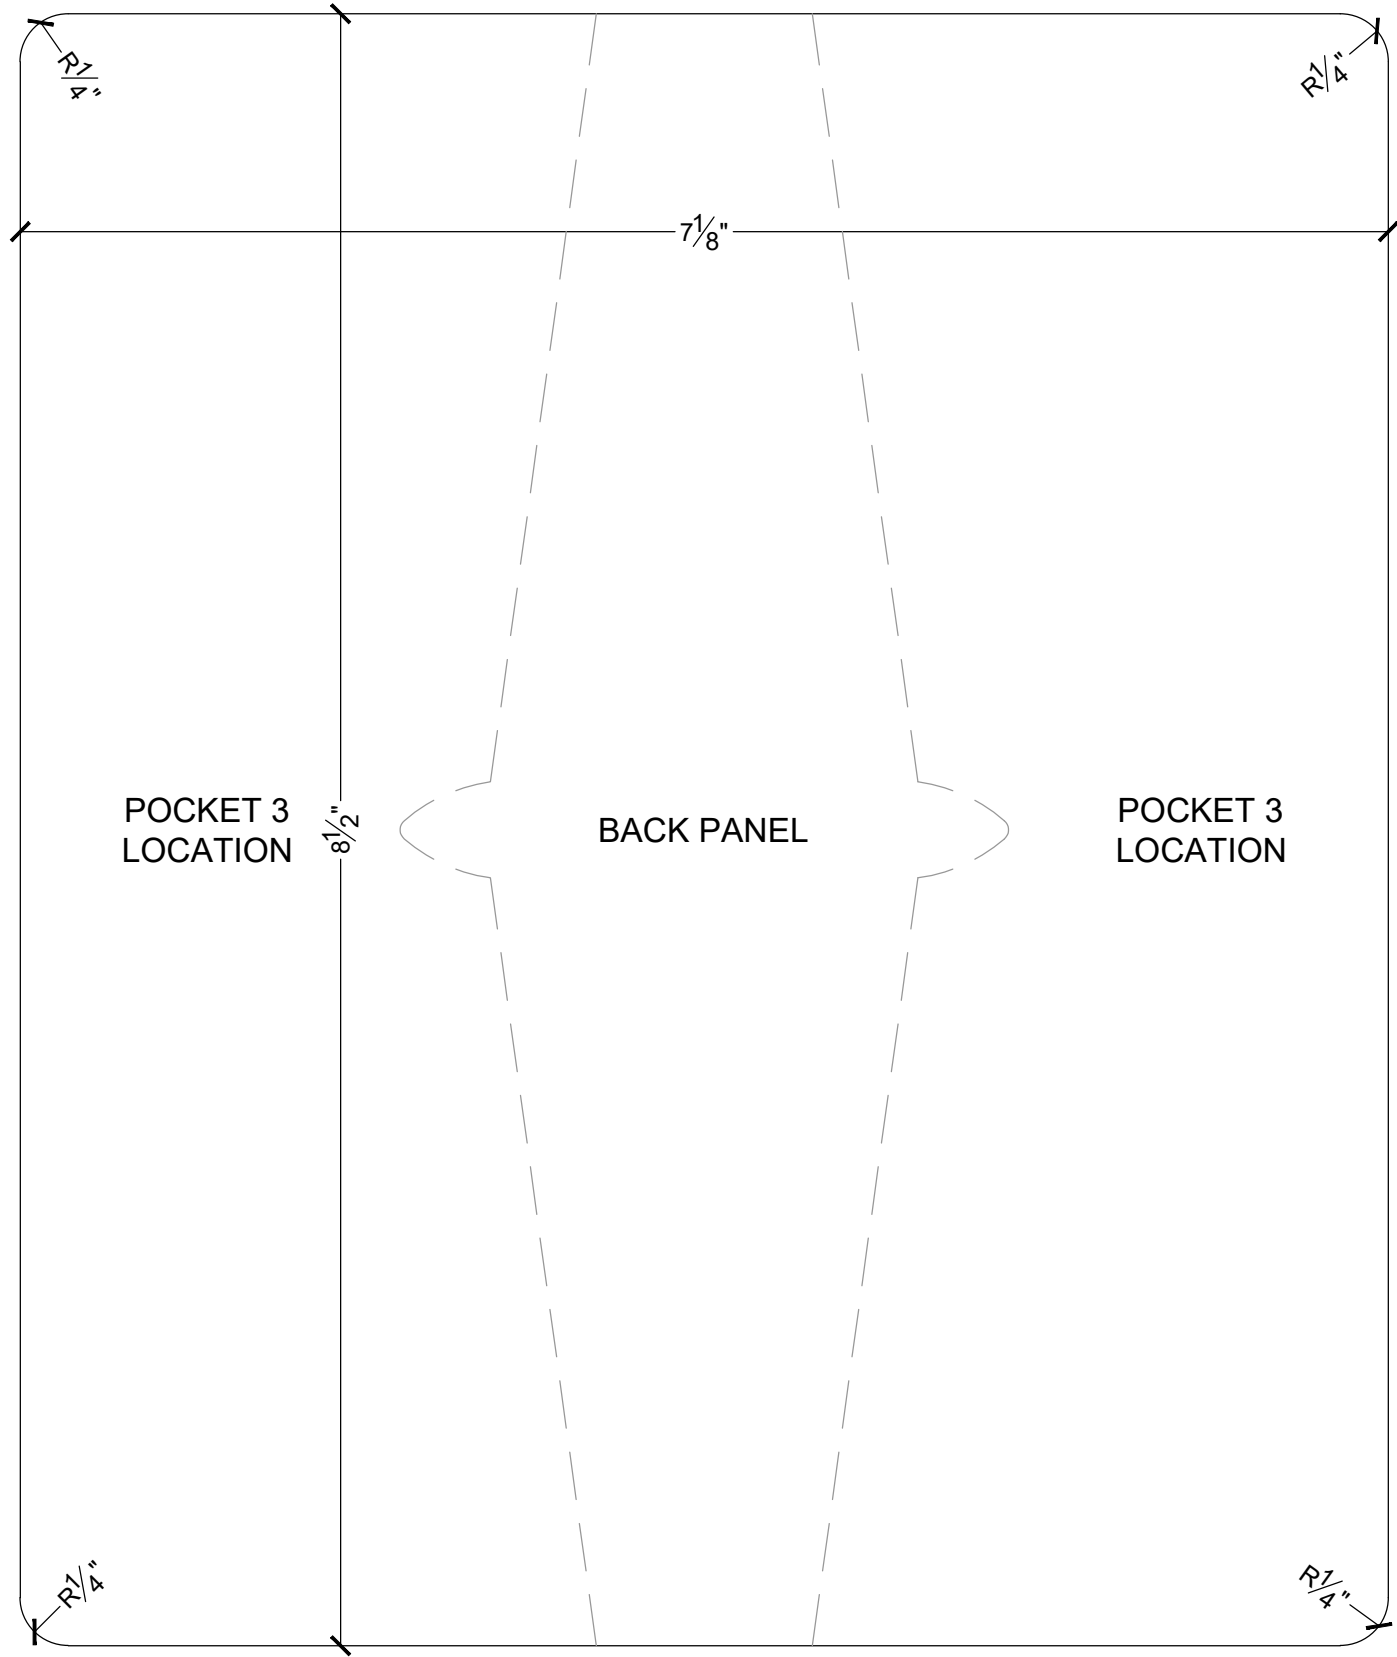 R1/4"
R1/4"
7 1/8"
POCKET 3
LOCATION
8 1/2"
BACK PANEL
POCKET 3
LOCATION
R1/4"
R1/4"